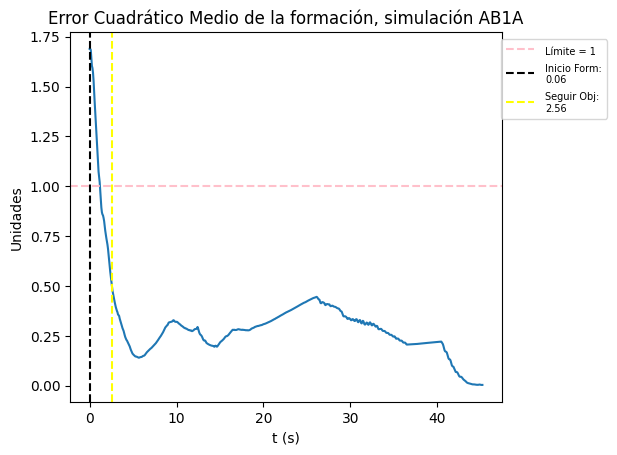 Error Cuadrático Medio de la formación, simulación AB1A
Límite = 1
Inicio Form:
0.06
Seguir Obj:
2.56
Unidades
1.75
1.50
1.25
1.00
0.75
0.50
0.25
0.00
0 10 20 30 40
t (s)